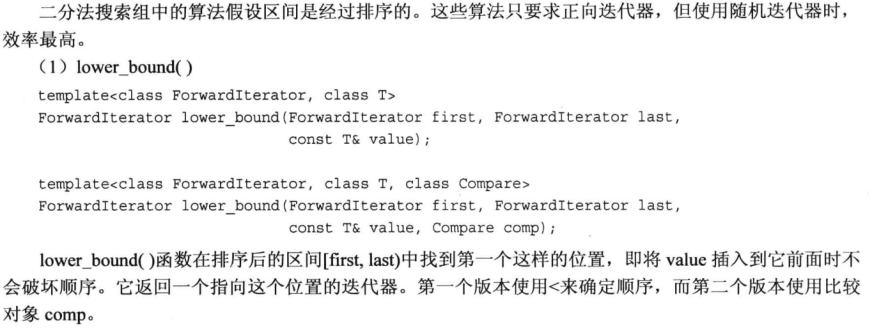 二分法搜索组中的算法假设区间是经过排序的。这些算法只要求正向迭代器，但使用随机迭代器时，
效率最高。
（1）lower_bound( )
template<class ForwardIterator, class T>
ForwardIterator lower_bound(ForwardIterator first, ForwardIterator last,
const T& value);
template<class ForwardIterator, class T, class Compare>
ForwardIterator lower_bound(ForwardIterator first, ForwardIterator last,
const T& value, Compare comp);
lower_bound( )函数在排序后的区间[first, last)中找到第一个这样的位置，即将 value 插入到它前面时不
会破坏顺序。它返回一个指向这个位置的迭代器。第一个版本使用<来确定顺序，而第二个版本使用比较
对象 comp。